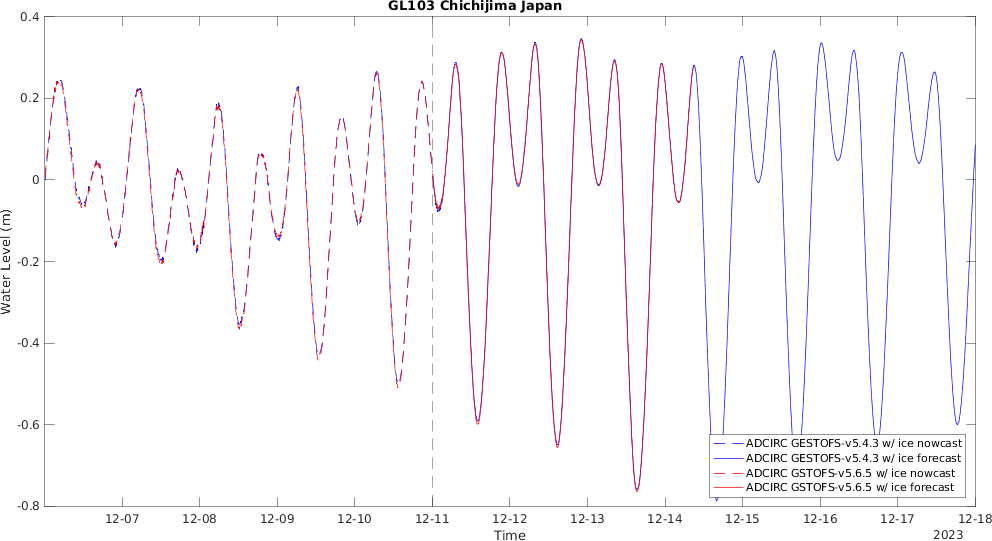 GL103 Chichijima Japan
0.4
0.2
0
-0.2
-0.4
-0.6
-0.8
Water Level (m)
ADCIRC GESTOFS-v5.4.3 w/ ice nowcast
ADCIRC GESTOFS-v5.4.3 w/ ice forecast
ADCIRC GSTOFS-v5.6.5 w/ ice nowcast
ADCIRC GSTOFS-v5.6.5 w/ ice forecast
12-07 12-08 12-09 12-10 12-11 12-12 12-13 12-14 12-15 12-16 12-17 12-18
Time
2023